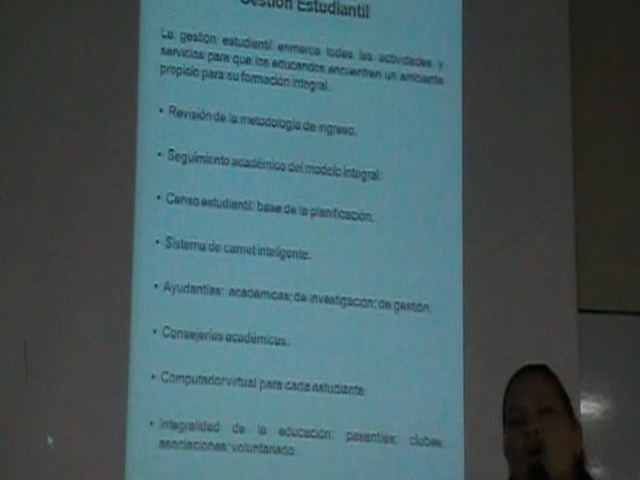 Gestión Estudiantil
La gestión estudiantil enmarca todas las actividades y
servicios para que los educandos encuentren un ambiente
propicio para su formación integral.
• Revisión de la metodología de ingreso.
• Seguimiento académico del modelo integral.
• Censo estudiantil: base de la planificación.
• Sistema de carnet inteligente.
• Ayudantías: académicas; de investigación; de gestión.
• Consejerías académicas.
• Computador virtual para cada estudiante.
• Integralidad de la educación: pasantías; clubes;
asociaciones; voluntariado.